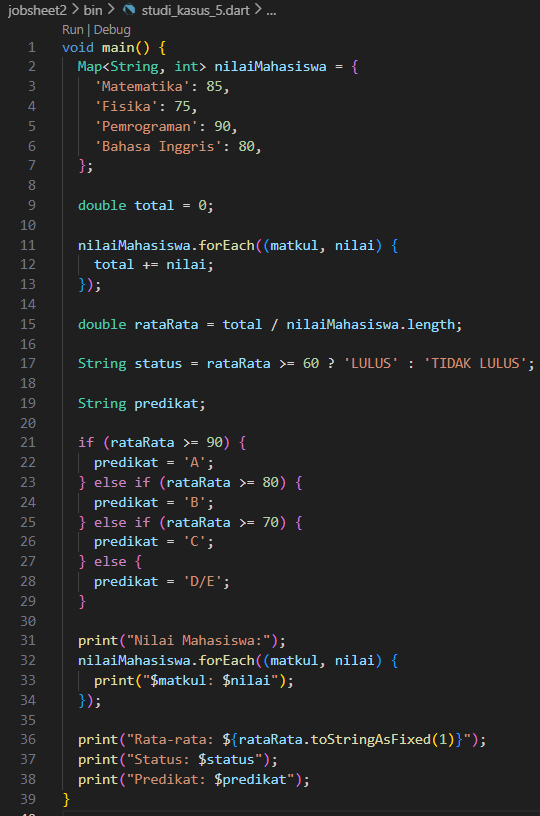 jobsheet2 > bin > studi_kasus_5.dart > ...
Run | Debug
1 void main() {
2   Map<String, int> nilaiMahasiswa = {
3     'Matematika': 85,
4     'Fisika': 75,
5     'Pemrograman': 90,
6     'Bahasa Inggris': 80,
7   };
8
9   double total = 0;
10
11   nilaiMahasiswa.forEach((matkul, nilai) {
12     total += nilai;
13   });
14
15   double rataRata = total / nilaiMahasiswa.length;
16
17   String status = rataRata >= 60 ? 'LULUS' : 'TIDAK LULUS';
18
19   String predikat;
20
21   if (rataRata >= 90) {
22     predikat = 'A';
23   } else if (rataRata >= 80) {
24     predikat = 'B';
25   } else if (rataRata >= 70) {
26     predikat = 'C';
27   } else {
28     predikat = 'D/E';
29   }
30
31   print("Nilai Mahasiswa:");
32   nilaiMahasiswa.forEach((matkul, nilai) {
33     print("$matkul: $nilai");
34   });
35
36   print("Rata-rata: ${rataRata.toStringAsFixed(1)}");
37   print("Status: $status");
38   print("Predikat: $predikat");
39 }